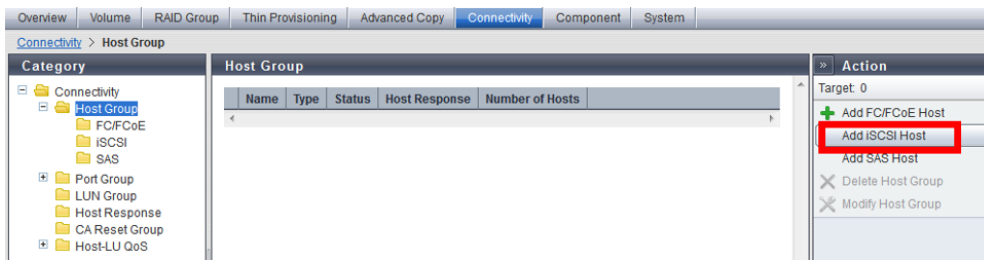 Overview Volume RAID Group Thin Provisioning Advanced Copy Connectivity Component System
Connectivity > Host Group
Category
Connectivity
Host Group
FC/FCoE
iSCSI
SAS
Port Group
LUN Group
Host Response
CA Reset Group
Host-LU QoS
Host Group
Name Type Status Host Response Number of Hosts
» Action
Target: 0
Add FC/FCoE Host
Add iSCSI Host
Add SAS Host
Delete Host Group
Modify Host Group